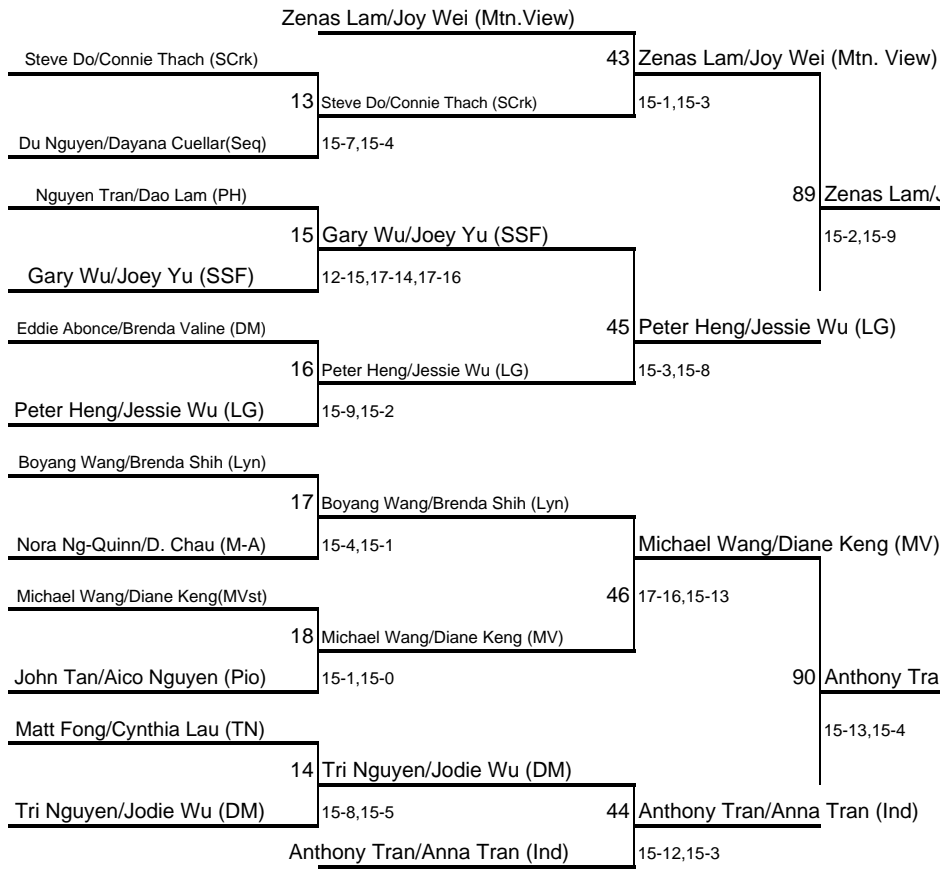 Zenas Lam/Joy Wei (Mtn.View)
Steve Do/Connie Thach (SCrk)
43 Zenas Lam/Joy Wei (Mtn. View)
13 Steve Do/Connie Thach (SCrk)
15-1,15-3
Du Nguyen/Dayana Cuellar(Seq)
15-7,15-4
Nguyen Tran/Dao Lam (PH)
89 Zenas Lam/
15 Gary Wu/Joey Yu (SSF)
15-2,15-9
Gary Wu/Joey Yu (SSF)
12-15,17-14,17-16
Eddie Abonce/Brenda Valine (DM)
45 Peter Heng/Jessie Wu (LG)
16 Peter Heng/Jessie Wu (LG)
15-3,15-8
Peter Heng/Jessie Wu (LG)
15-9,15-2
Boyang Wang/Brenda Shih (Lyn)
17 Boyang Wang/Brenda Shih (Lyn)
Nora Ng-Quinn/D. Chau (M-A)
15-4,15-1
Michael Wang/Diane Keng (MV)
Michael Wang/Diane Keng(MVst)
46 17-16,15-13
18 Michael Wang/Diane Keng (MV)
John Tan/Aico Nguyen (Pio)
15-1,15-0
90 Anthony Tra
Matt Fong/Cynthia Lau (TN)
15-13,15-4
14 Tri Nguyen/Jodie Wu (DM)
Tri Nguyen/Jodie Wu (DM)
15-8,15-5
44 Anthony Tran/Anna Tran (Ind)
Anthony Tran/Anna Tran (Ind)
15-12,15-3